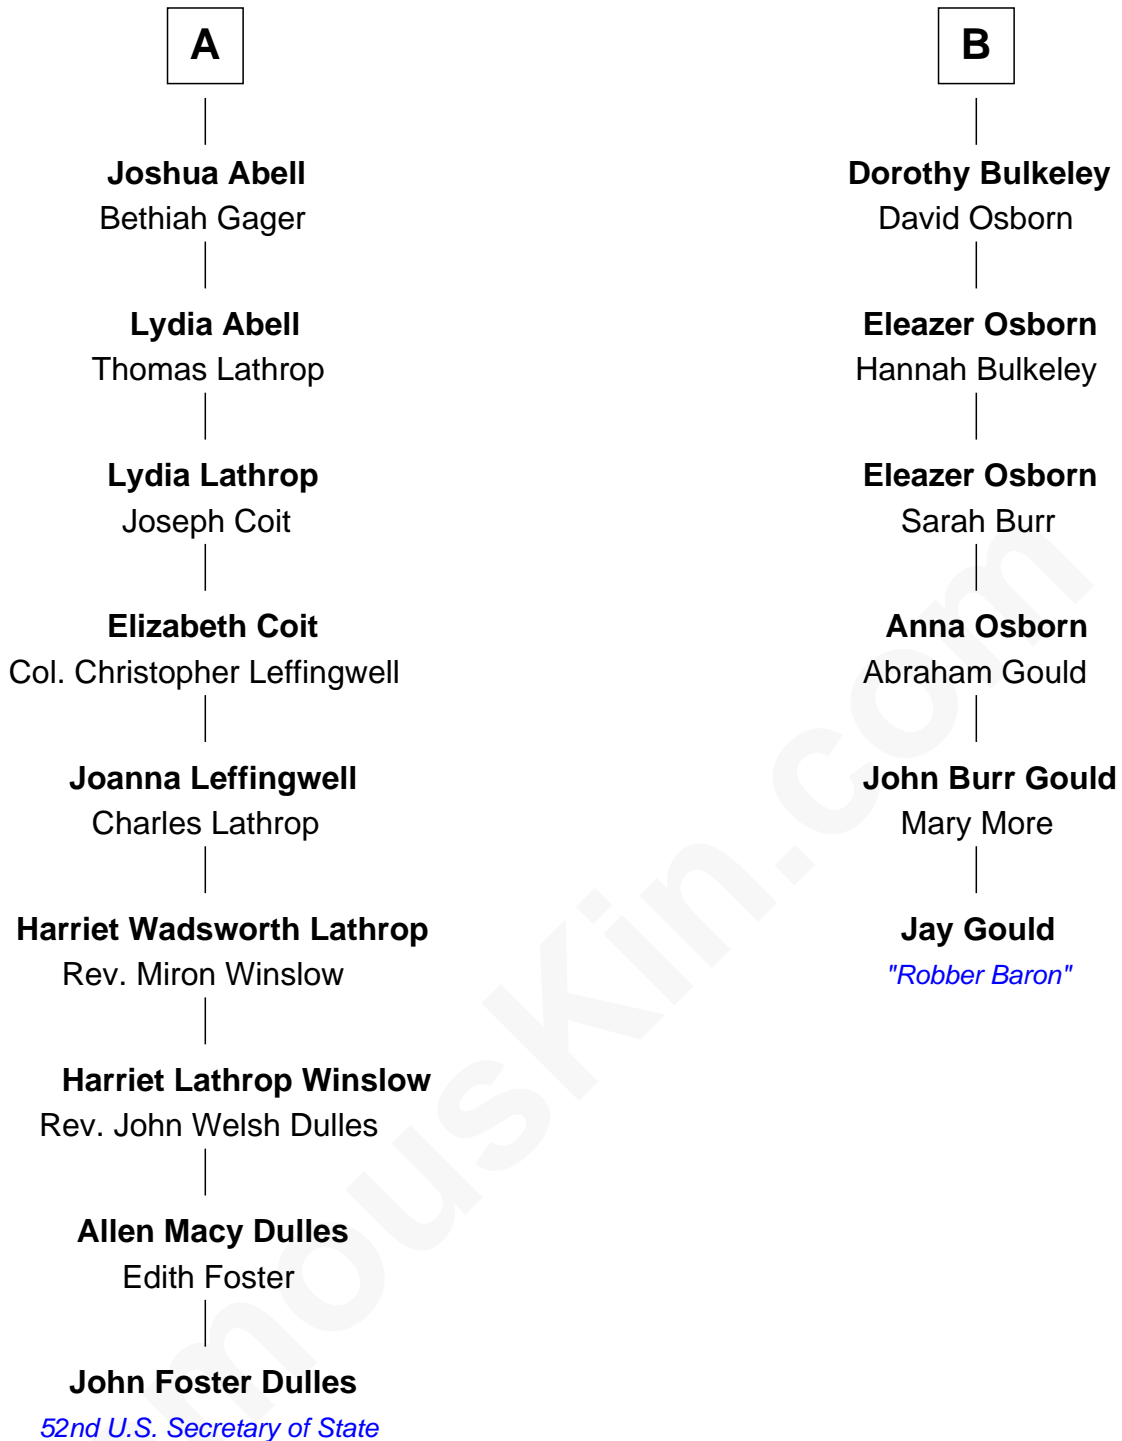 A
Joshua Abell
Bethiah Gager
Lydia Abell
Thomas Lathrop
Lydia Lathrop
Joseph Coit
Elizabeth Coit
Col. Christopher Leffingwell
Joanna Leffingwell
Charles Lathrop
Harriet Wadsworth Lathrop
Rev. Miron Winslow
Harriet Lathrop Winslow
Rev. John Welsh Dulles
Allen Macy Dulles
Edith Foster
John Foster Dulles
52nd U.S. Secretary of State
B
Dorothy Bulkeley
David Osborn
Eleazer Osborn
Hannah Bulkeley
Eleazer Osborn
Sarah Burr
Anna Osborn
Abraham Gould
John Burr Gould
Mary More
Jay Gould
"Robber Baron"
mousKin.com